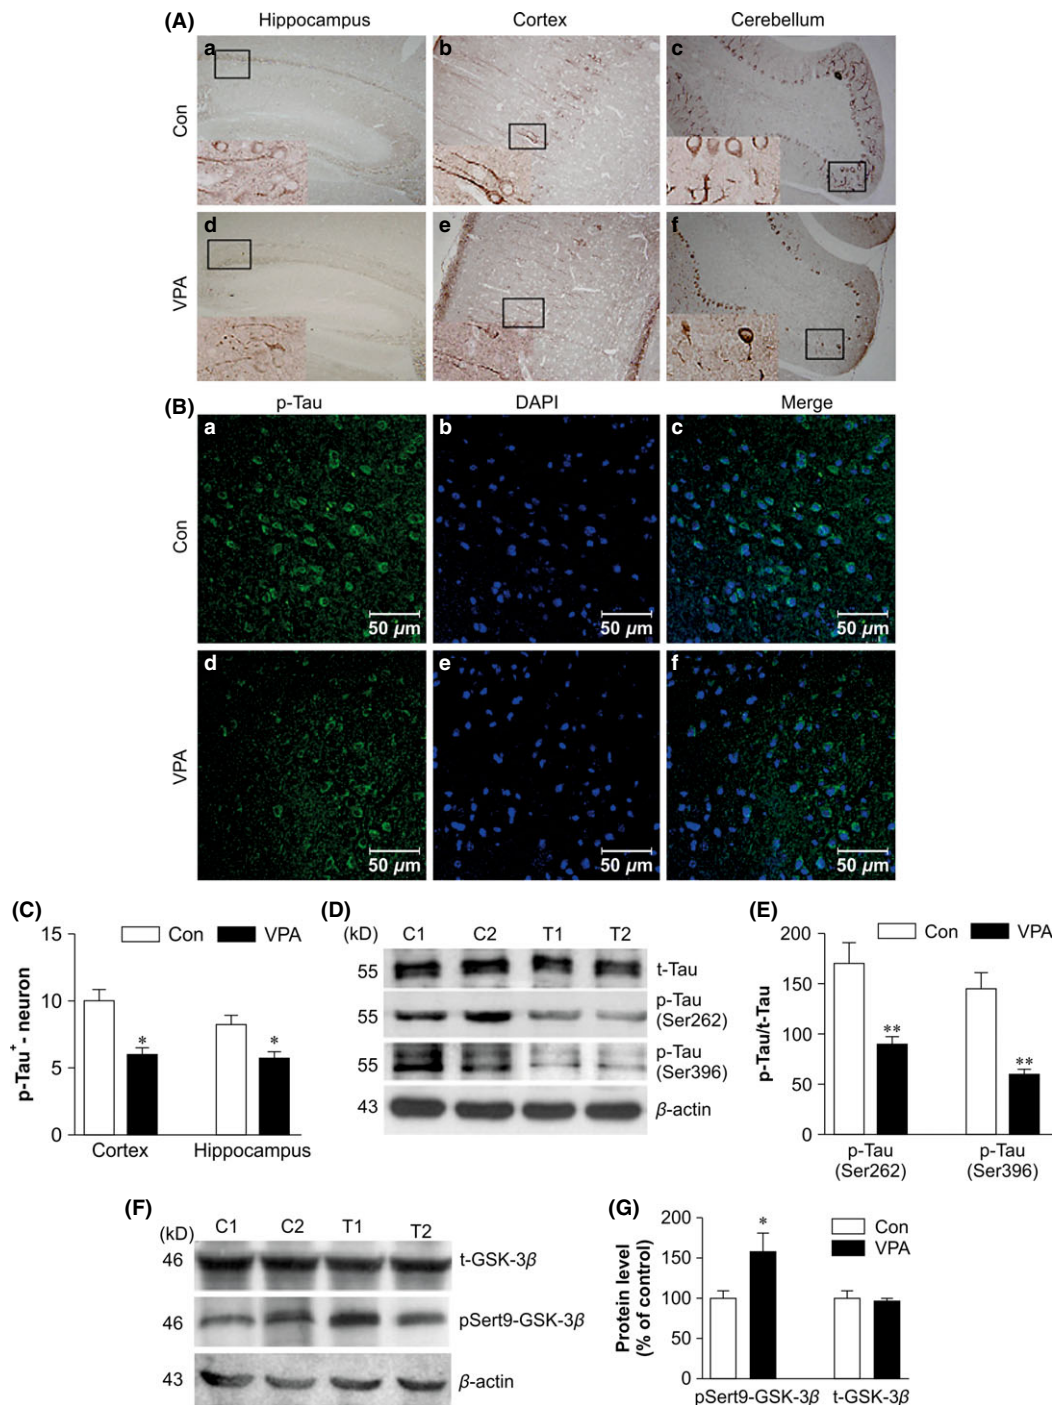 (A)
Hippocampus Cortex Cerebellum
Con
a b c
VPA
d e f
(B)
p-Tau DAPI Merge
Con
a b c
50 µm 50 µm 50 µm
VPA
d e f
50 µm 50 µm 50 µm
(C)
Con VPA
p-Tau+- neuron
15
10
5
0
* *
Cortex Hippocampus
(D)
(kD) C1 C2 T1 T2
55 t-Tau
55 p-Tau
(Ser262)
55 p-Tau
(Ser396)
43 β-actin
(E)
Con VPA
p-Tau/t-Tau
200
150
100
50
0
** **
p-Tau p-Tau
(Ser262) (Ser396)
(F)
(kD) C1 C2 T1 T2
46 t-GSK-3β
46 pSert9-GSK-3β
43 β-actin
(G)
Con
VPA
Protein level
(% of control)
200
150
100
50
0
*
pSert9-GSK-3β t-GSK-3β